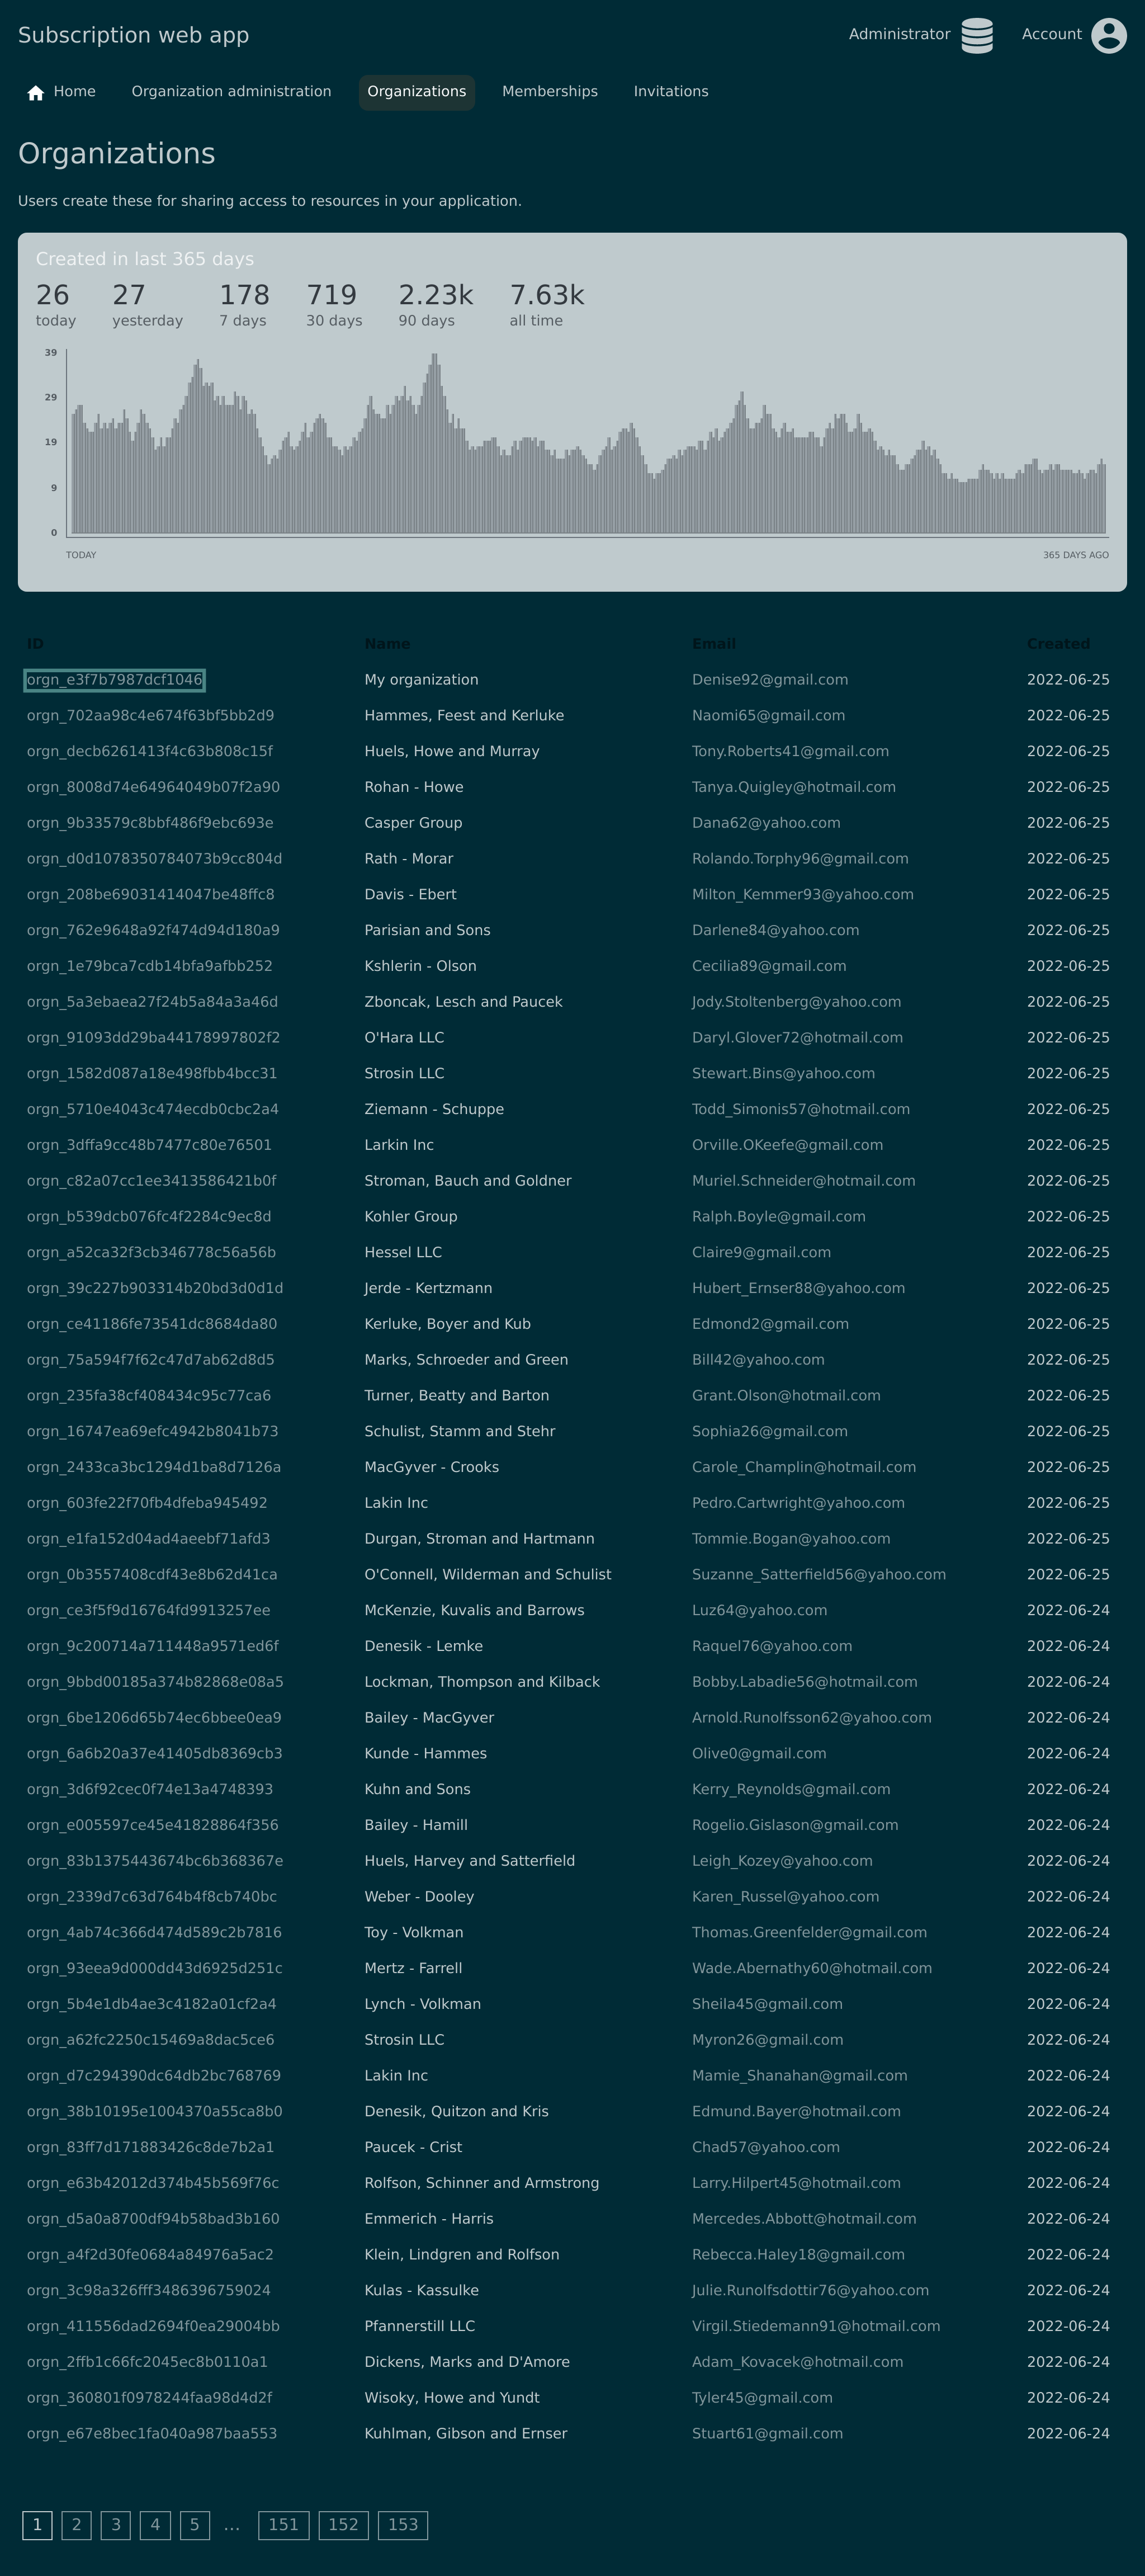 Subscription web app
Administrator
Account
Home
Organization administration
Organizations
Memberships
Invitations
Organizations
Users create these for sharing access to resources in your application.
Created in last 365 days
26 27 178 719 2.23k 7.63k
today yesterday 7 days 30 days 90 days all time
39
29
19
9
0
TODAY 365 DAYS AGO
ID Name Email Created
orgn_e3f7b7987dcf1046 My organization Denise92@gmail.com 2022-06-25
orgn_702aa98c4e674f63bf5bb2d9 Hammes, Feest and Kerluke Naomi65@gmail.com 2022-06-25
orgn_decb6261413f4c63b808c15f Huels, Howe and Murray Tony.Roberts41@gmail.com 2022-06-25
orgn_8008d74e64964049b07f2a90 Rohan - Howe Tanya.Quigley@hotmail.com 2022-06-25
orgn_9b33579c8bbf486f9ebc693e Casper Group Dana62@yahoo.com 2022-06-25
orgn_d0d1078350784073b9cc804d Rath - Morar Rolando.Torphy96@gmail.com 2022-06-25
orgn_208be69031414047be48ffc8 Davis - Ebert Milton_Kemmer93@yahoo.com 2022-06-25
orgn_762e9648a92f474d94d180a9 Parisian and Sons Darlene84@yahoo.com 2022-06-25
orgn_1e79bca7cdb14bfa9afbb252 Kshlerin - Olson Cecilia89@gmail.com 2022-06-25
orgn_5a3ebaea27f24b5a84a3a46d Zboncak, Lesch and Paucek Jody.Stoltenberg@yahoo.com 2022-06-25
orgn_91093dd29ba44178997802f2 O'Hara LLC Daryl.Glover72@hotmail.com 2022-06-25
orgn_1582d087a18e498fbb4bcc31 Strosin LLC Stewart.Bins@yahoo.com 2022-06-25
orgn_5710e4043c474ecdb0cbc2a4 Ziemann - Schuppe Todd_Simonis57@hotmail.com 2022-06-25
orgn_3dffa9cc48b7477c80e76501 Larkin Inc Orville.OKeefe@gmail.com 2022-06-25
orgn_c82a07cc1ee3413586421b0f Stroman, Bauch and Goldner Muriel.Schneider@hotmail.com 2022-06-25
orgn_b539dcb076fc4f2284c9ec8d Kohler Group Ralph.Boyle@gmail.com 2022-06-25
orgn_a52ca32f3cb346778c56a56b Hessel LLC Claire9@gmail.com 2022-06-25
orgn_39c227b903314b20bd3d0d1d Jerde - Kertzmann Hubert_Ernser88@yahoo.com 2022-06-25
orgn_ce41186fe73541dc8684da80 Kerluke, Boyer and Kub Edmond2@gmail.com 2022-06-25
orgn_75a594f7f62c47d7ab62d8d5 Marks, Schroeder and Green Bill42@yahoo.com 2022-06-25
orgn_235fa38cf408434c95c77ca6 Turner, Beatty and Barton Grant.Olson@hotmail.com 2022-06-25
orgn_16747ea69efc4942b8041b73 Schulist, Stamm and Stehr Sophia26@gmail.com 2022-06-25
orgn_2433ca3bc1294d1ba8d7126a MacGyver - Crooks Carole_Champlin@hotmail.com 2022-06-25
orgn_603fe22f70fb4dfeba945492 Lakin Inc Pedro.Cartwright@yahoo.com 2022-06-25
orgn_e1fa152d04ad4aeebf71afd3 Durgan, Stroman and Hartmann Tommie.Bogan@yahoo.com 2022-06-25
orgn_0b3557408cdf43e8b62d41ca O'Connell, Wilderman and Schulist Suzanne_Satterfield56@yahoo.com 2022-06-25
orgn_ce3f5f9d16764fd9913257ee McKenzie, Kuvalis and Barrows Luz64@yahoo.com 2022-06-24
orgn_9c200714a711448a9571ed6f Denesik - Lemke Raquel76@yahoo.com 2022-06-24
orgn_9bbd00185a374b82868e08a5 Lockman, Thompson and Kilback Bobby.Labadie56@hotmail.com 2022-06-24
orgn_6be1206d65b74ec6bbee0ea9 Bailey - MacGyver Arnold.Runolfsson62@yahoo.com 2022-06-24
orgn_6a6b20a37e41405db8369cb3 Kunde - Hammes Olive0@gmail.com 2022-06-24
orgn_3d6f92cec0f74e13a4748393 Kuhn and Sons Kerry_Reynolds@gmail.com 2022-06-24
orgn_e005597ce45e41828864f356 Bailey - Hamill Rogelio.Gislason@gmail.com 2022-06-24
orgn_83b1375443674bc6b368367e Huels, Harvey and Satterfield Leigh_Kozey@yahoo.com 2022-06-24
orgn_2339d7c63d764b4f8cb740bc Weber - Dooley Karen_Russel@yahoo.com 2022-06-24
orgn_4ab74c366d474d589c2b7816 Toy - Volkman Thomas.Greenfelder@gmail.com 2022-06-24
orgn_93eea9d000dd43d6925d251c Mertz - Farrell Wade.Abernathy60@hotmail.com 2022-06-24
orgn_5b4e1db4ae3c4182a01cf2a4 Lynch - Volkman Sheila45@gmail.com 2022-06-24
orgn_a62fc2250c15469a8dac5ce6 Strosin LLC Myron26@gmail.com 2022-06-24
orgn_d7c294390dc64db2bc768769 Lakin Inc Mamie_Shanahan@gmail.com 2022-06-24
orgn_38b10195e1004370a55ca8b0 Denesik, Quitzon and Kris Edmund.Bayer@hotmail.com 2022-06-24
orgn_83ff7d171883426c8de7b2a1 Paucek - Crist Chad57@yahoo.com 2022-06-24
orgn_e63b42012d374b45b569f76c Rolfson, Schinner and Armstrong Larry.Hilpert45@hotmail.com 2022-06-24
orgn_d5a0a8700df94b58bad3b160 Emmerich - Harris Mercedes.Abbott@hotmail.com 2022-06-24
orgn_a4f2d30fe0684a84976a5ac2 Klein, Lindgren and Rolfson Rebecca.Haley18@gmail.com 2022-06-24
orgn_3c98a326fff3486396759024 Kulas - Kassulke Julie.Runolfsdottir76@yahoo.com 2022-06-24
orgn_411556dad2694f0ea29004bb Pfannerstill LLC Virgil.Stiedemann91@hotmail.com 2022-06-24
orgn_2ffb1c66fc2045ec8b0110a1 Dickens, Marks and D'Amore Adam_Kovacek@hotmail.com 2022-06-24
orgn_360801f0978244faa98d4d2f Wisoky, Howe and Yundt Tyler45@gmail.com 2022-06-24
orgn_e67e8bec1fa040a987baa553 Kuhlman, Gibson and Ernser Stuart61@gmail.com 2022-06-24
1 2 3 4 5 … 151 152 153